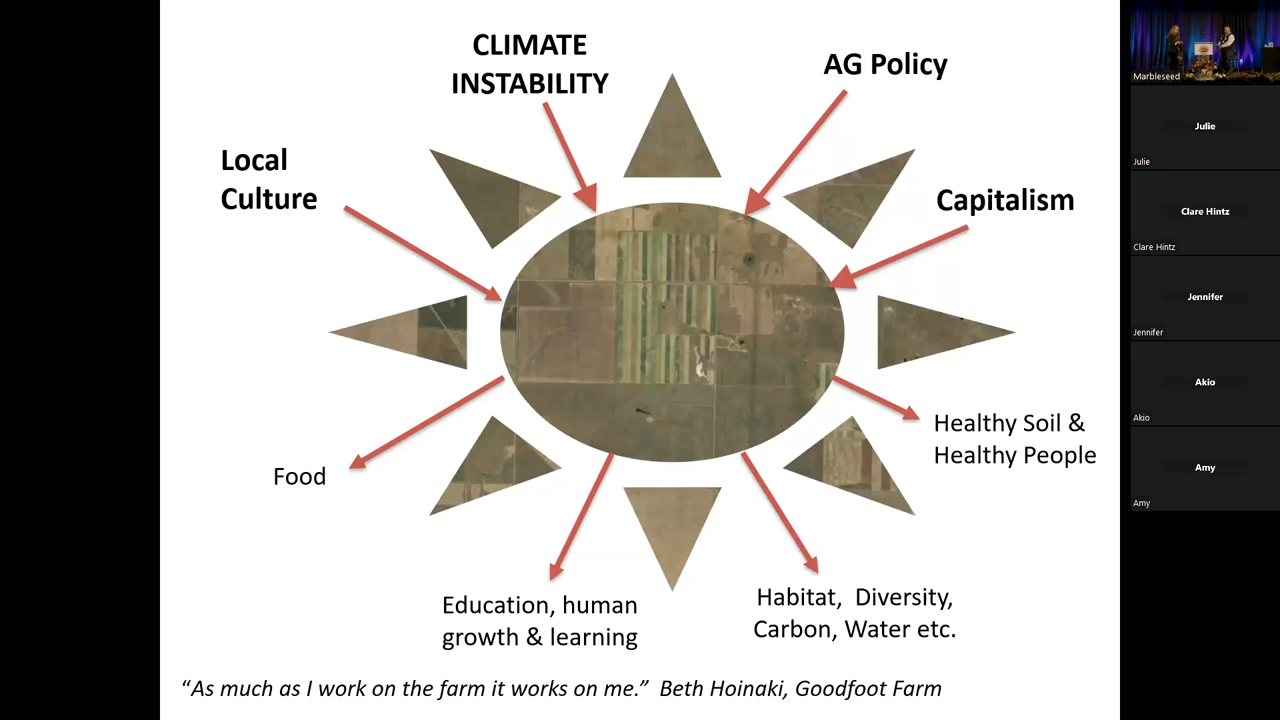 CLIMATE
INSTABILITY
AG Policy
Local
Culture
Capitalism
Healthy Soil &
Healthy People
Food
Education, human
growth & learning
Habitat,  Diversity,
Carbon, Water etc.
“As much as I work on the farm it works on me.”  Beth Hoinaki, Goodfoot Farm
Marbleseed
Julie
Julie
Clare Hintz
Clare Hintz
Jennifer
Jennifer
Akio
Akio
Amy
Amy